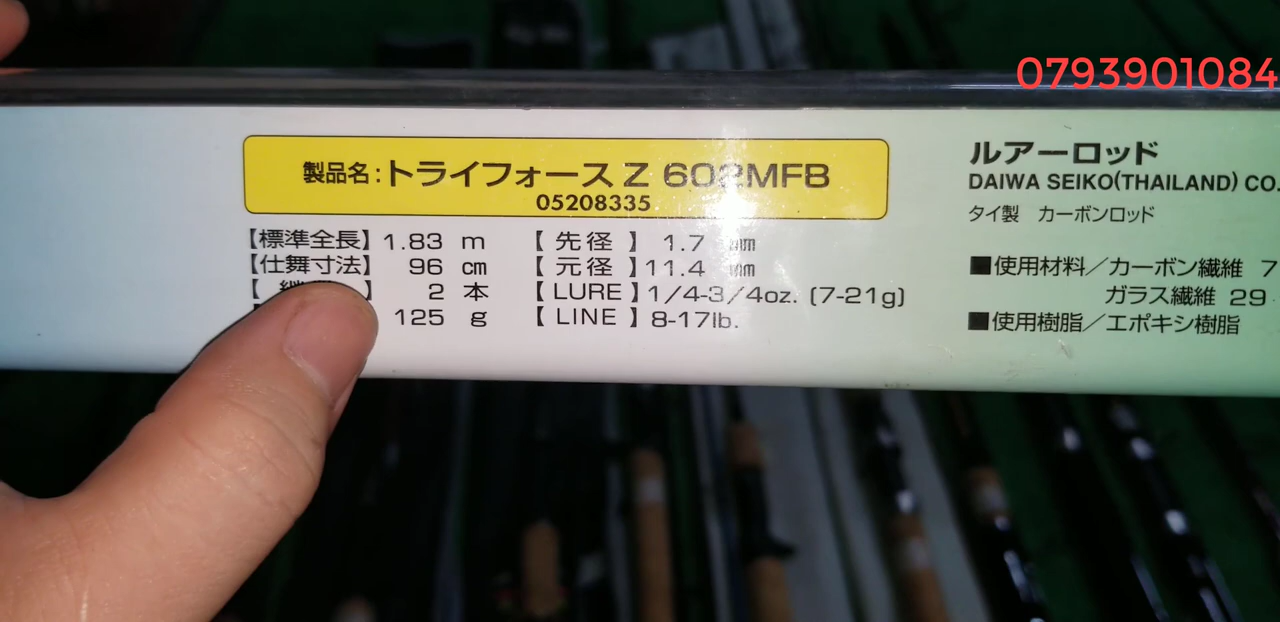 0793901084
製品名:トライフォース Z 602MFB
05208335
【標準全長】 1.83 m 【先径】 1.7 mm
【仕舞寸法】 96 cm 【元径】 11.4 mm
【 】 2 本 【LURE】 1/4-3/4oz. (7-21g)
125 g 【LINE】 8-17lb.
ルアーロッド
DAIWA SEIKO(THAILAND) CO.
タイ製 カーボンロッド
■使用材料/カーボン繊維 7
ガラス繊維 29
■使用樹脂/エポキシ樹脂